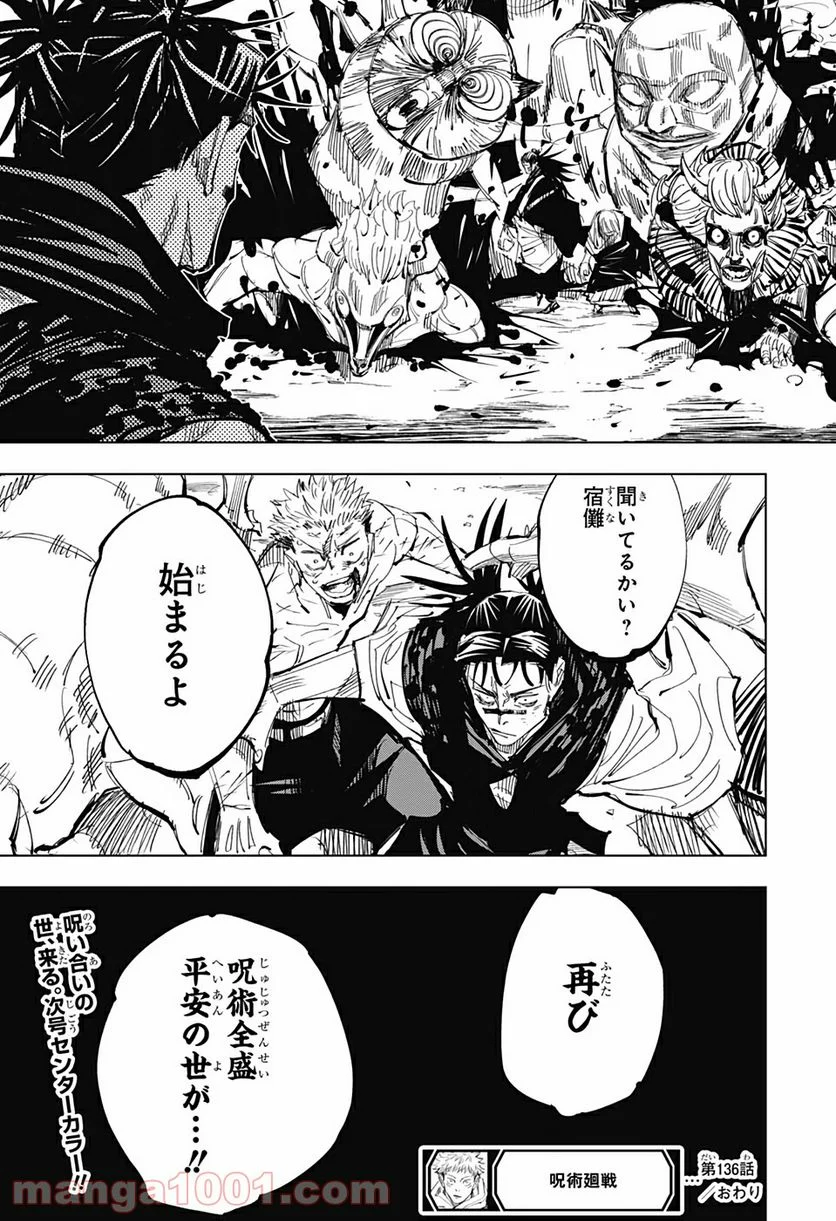 聞いてるかい？
宿儺
始まるよ
再び
呪術全盛
平安の世が…!!
呪い合いの
世、来る。次号センターカラー!!
呪術廻戦
…第136話
／おわり
manga1001.com